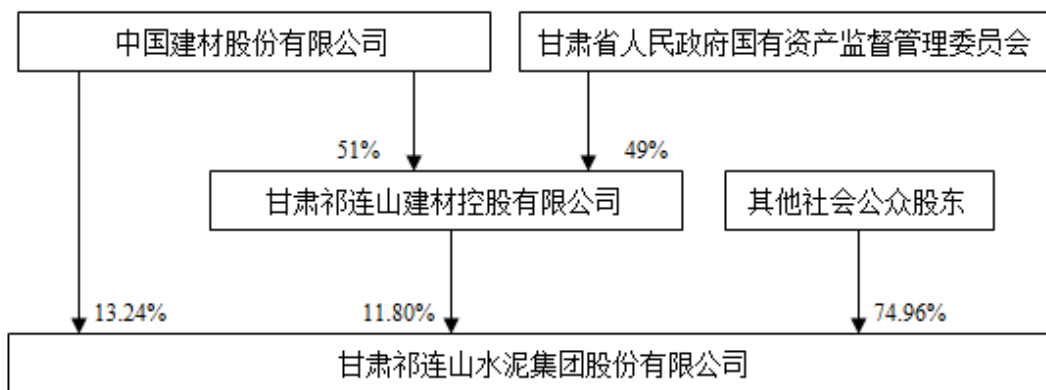 中国建材股份有限公司
甘肃省人民政府国有资产监督管理委员会
51%
49%
甘肃祁连山建材控股有限公司
其他社会公众股东
13.24%
11.80%
74.96%
甘肃祁连山水泥集团股份有限公司